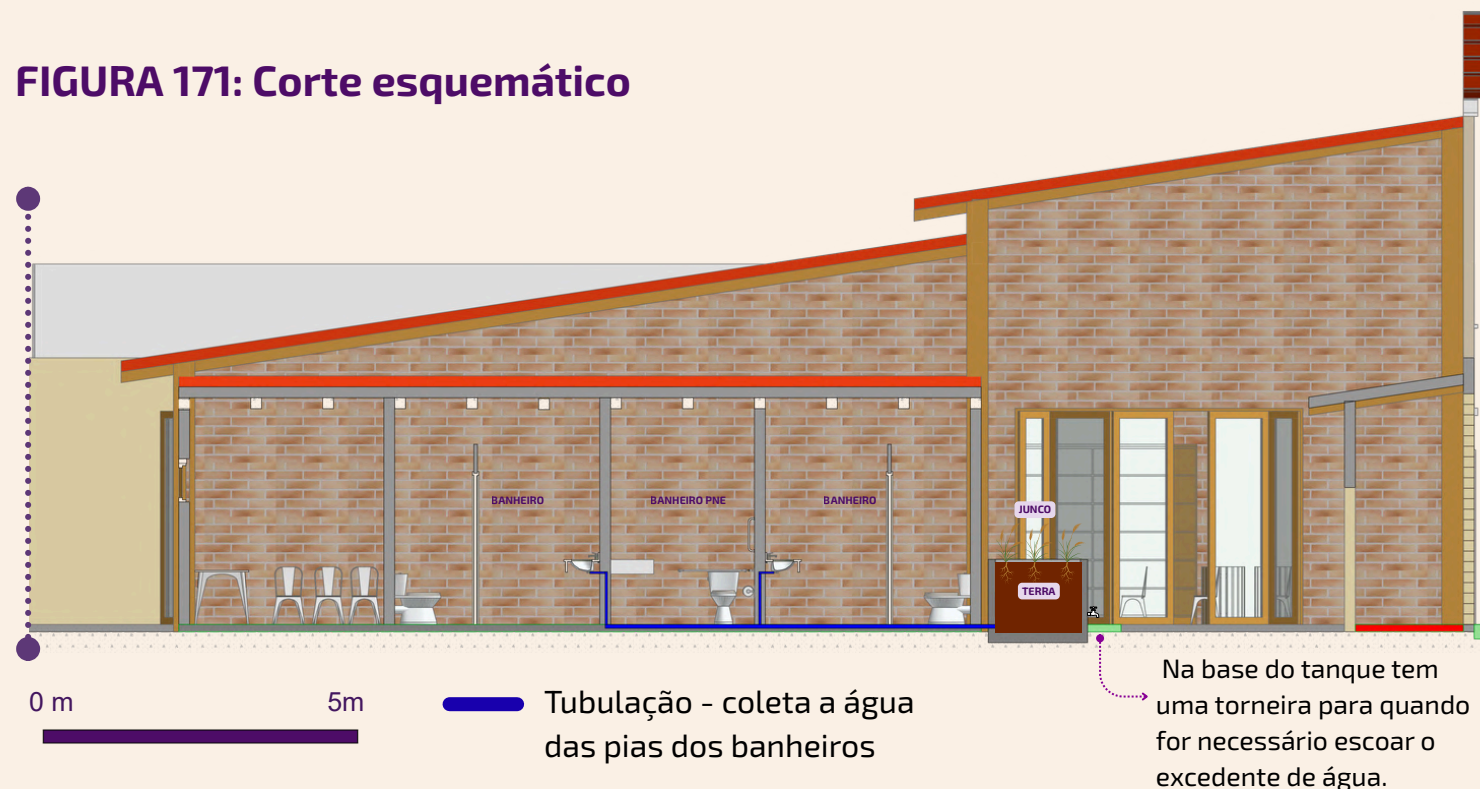 FIGURA 171: Corte esquemático
BANHEIRO
BANHEIRO PNE
BANHEIRO
JUNCO
TERRA
0 m
5m
Tubulação - coleta a água
das pias dos banheiros
Na base do tanque tem
uma torneira para quando
for necessário escoar o
excedente de água.